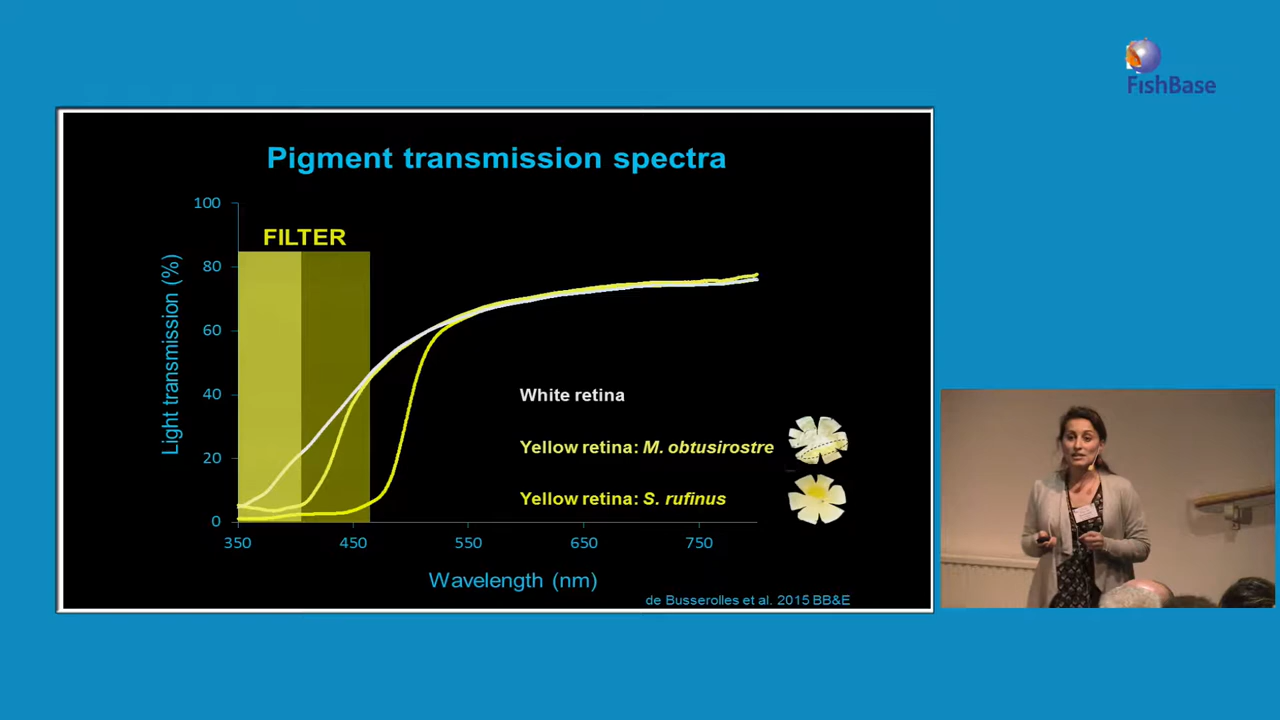 FishBase
Pigment transmission spectra
100
80
60
40
20
0
Light transmission (%)
FILTER
White retina
Yellow retina: M. obtusirostre
Yellow retina: S. rufinus
350 450 550 650 750
Wavelength (nm)
de Busserolles et al. 2015 BB&E